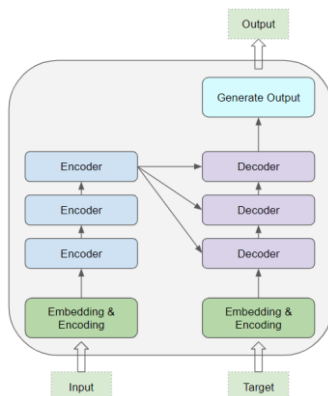 Output
Generate Output
Encoder
Decoder
Encoder
Decoder
Encoder
Decoder
Embedding &
Encoding
Embedding &
Encoding
Input
Target